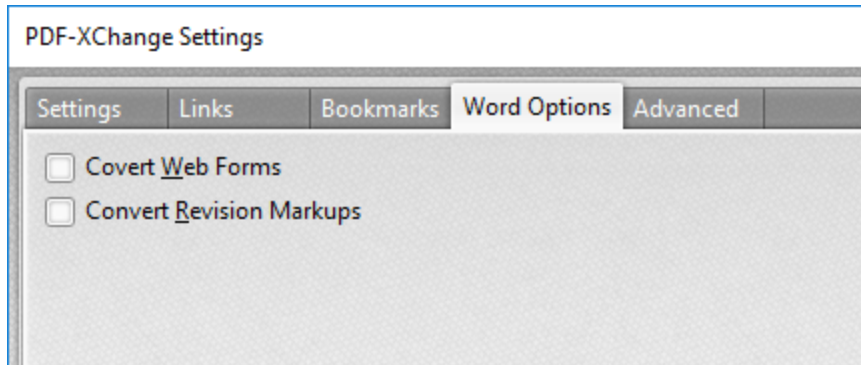 PDF-XChange Settings
Settings Links Bookmarks Word Options Advanced
Covert Web Forms
Convert Revision Markups